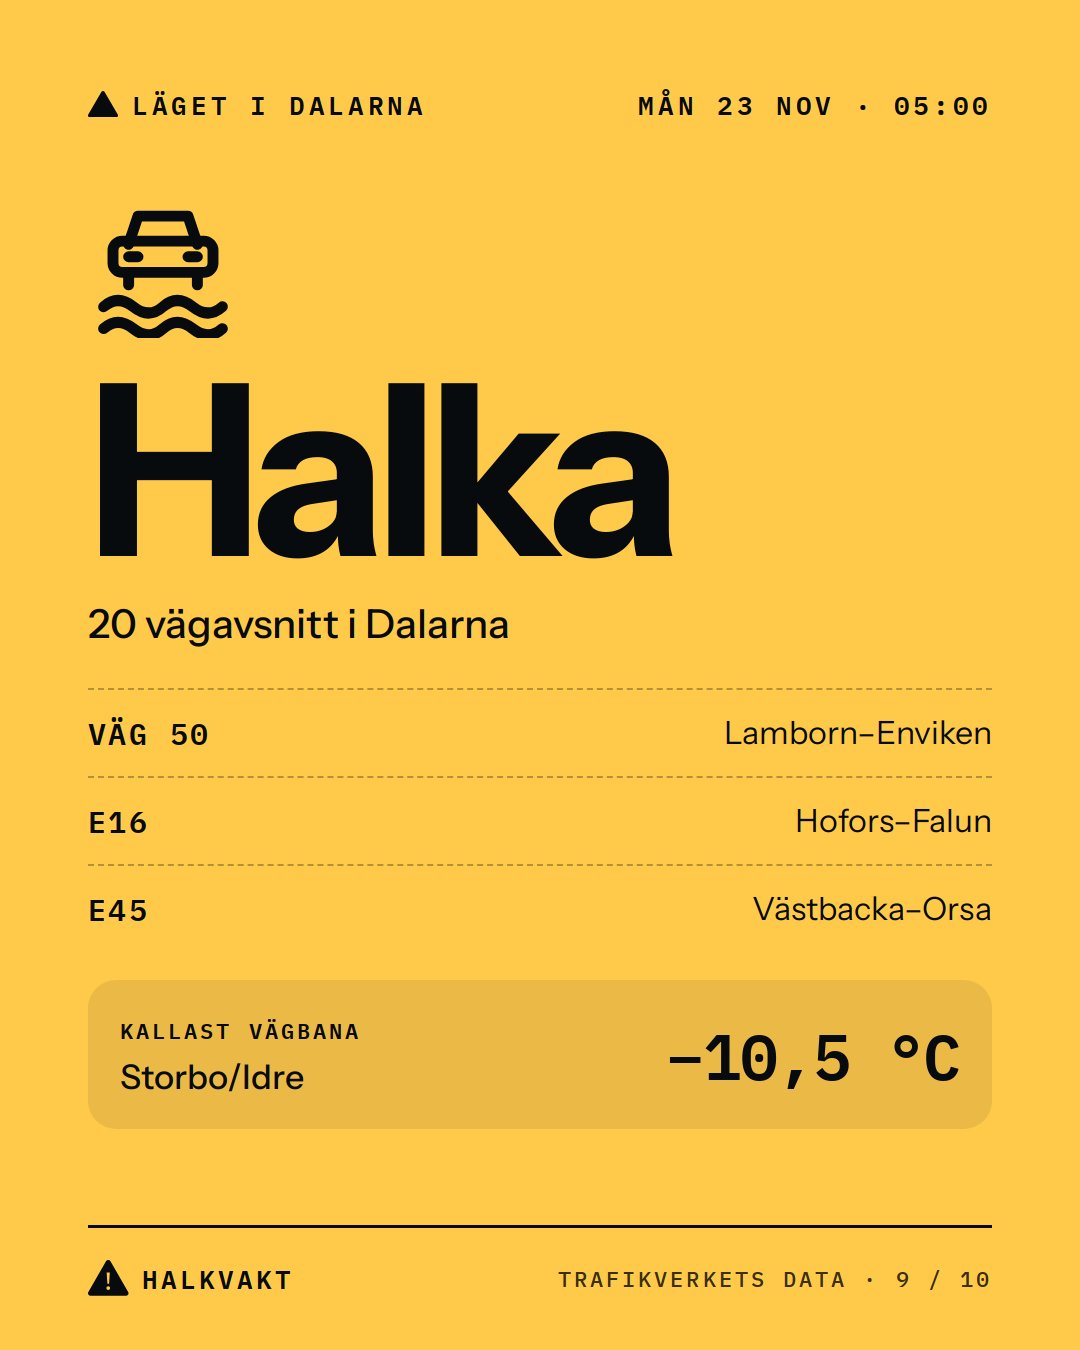 LÄGET I DALARNA
MÅN 23 NOV · 05:00
Halka
20 vägavsnitt i Dalarna
VÄG 50 Lamborn–Enviken
E16 Hofors–Falun
E45 Västbacka–Orsa
KALLAST VÄGBANA
Storbo/Idre
−10,5 °C
HALKVAKT
TRAFIKVERKETS DATA · 9 / 10